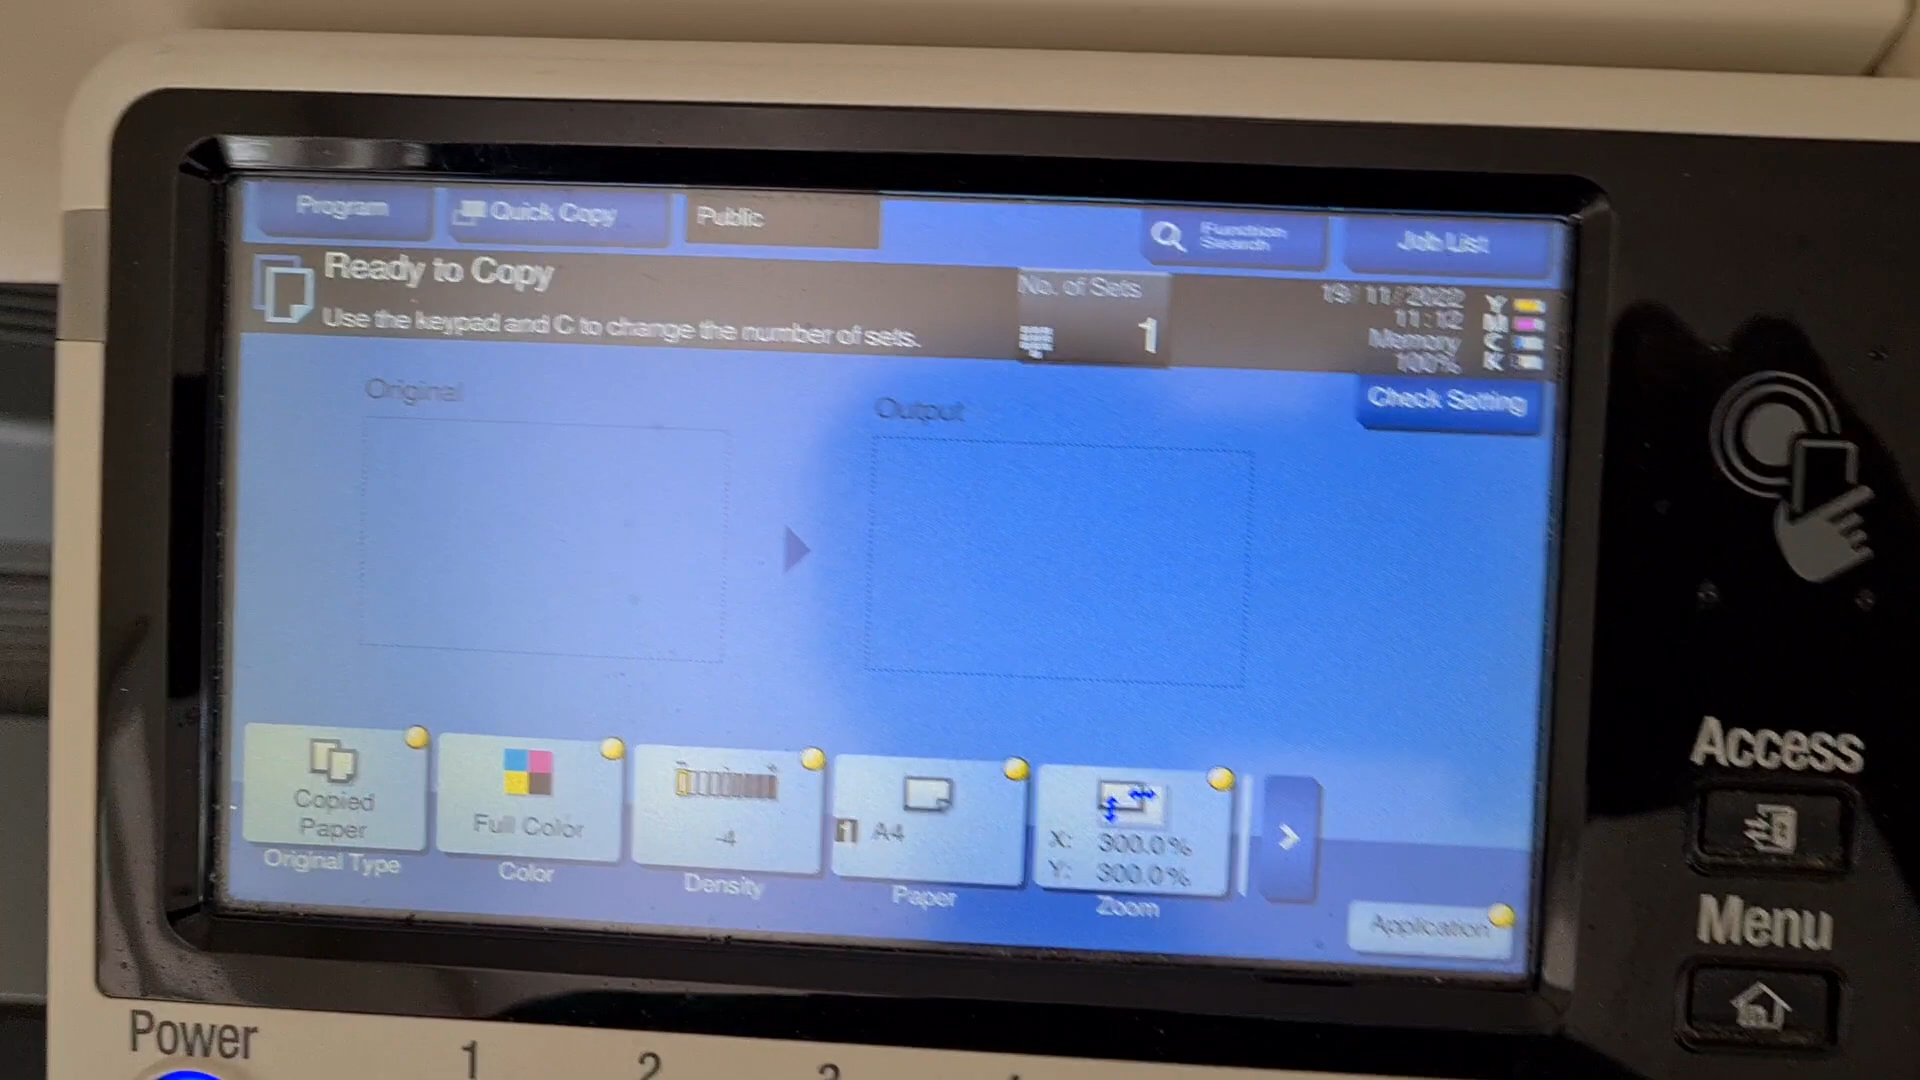 Program
Quick Copy
Public
Function
Search
Job List
Ready to Copy
Use the keypad and C to change the number of sets.
No. of Sets
1
19/11/2022
11:12
Memory
100%
Y
M
C
K
Check Setting
Original
Output
Copied
Paper
Original Type
Full Color
Color
-4
Density
A4
Paper
X: 300.0%
Y: 300.0%
Zoom
Application
Access
Menu
Power
1
2
3